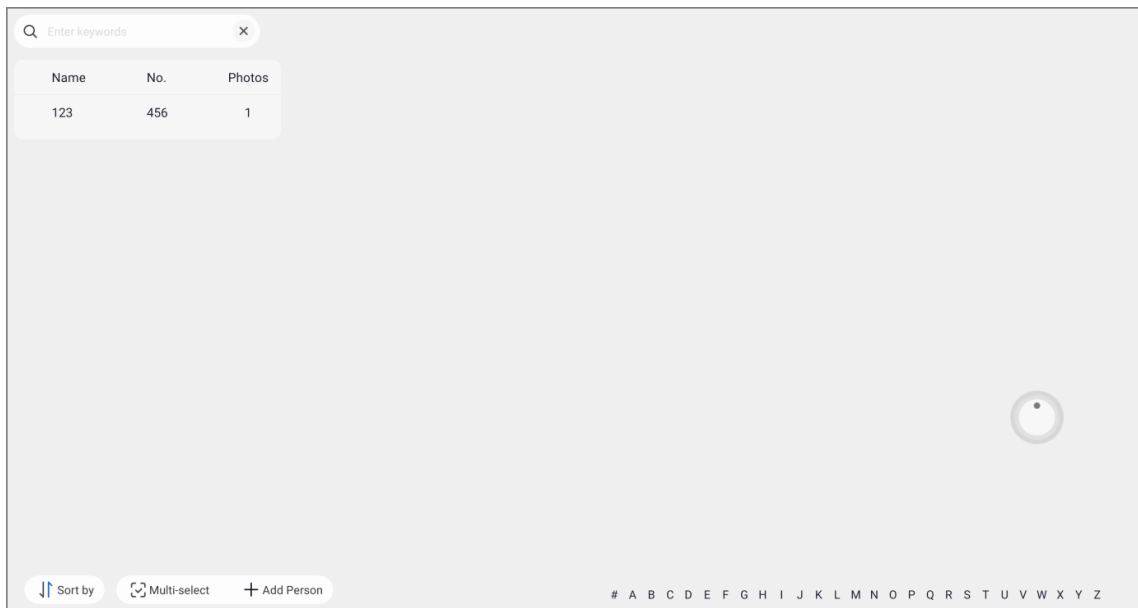 Enter keywords
Name No. Photos
123 456 1
Sort by Multi-select Add Person
# A B C D E F G H I J K L M N O P Q R S T U V W X Y Z